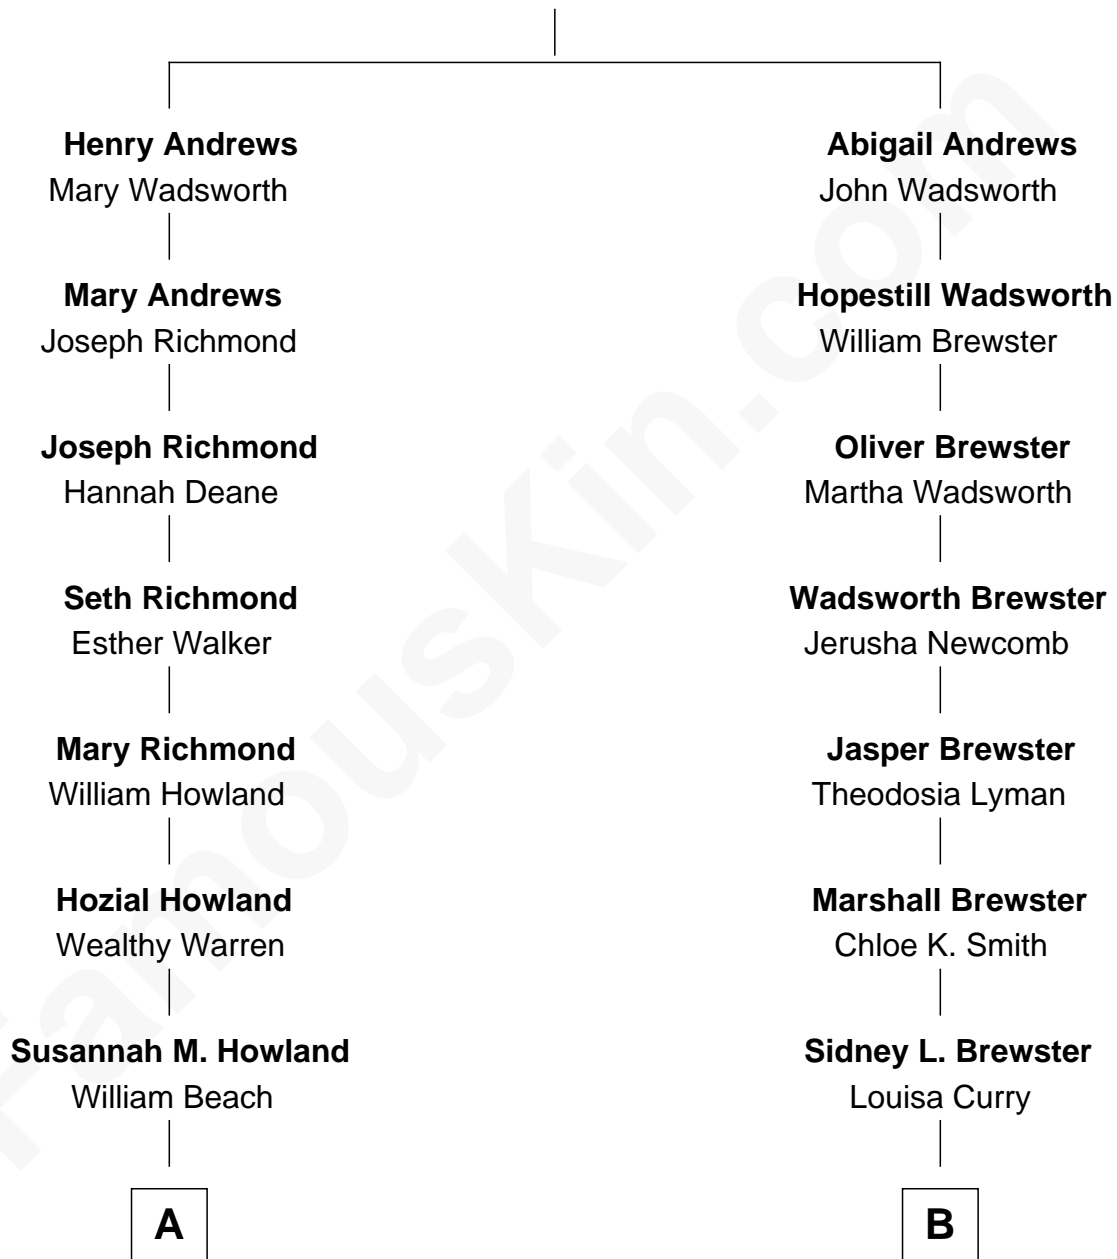 Henry Andrews
Mary Wadsworth
Mary Andrews
Joseph Richmond
Joseph Richmond
Hannah Deane
Seth Richmond
Esther Walker
Mary Richmond
William Howland
Hozial Howland
Wealthy Warren
Susannah M. Howland
William Beach
A
Abigail Andrews
John Wadsworth
Hopestill Wadsworth
William Brewster
Oliver Brewster
Martha Wadsworth
Wadsworth Brewster
Jerusha Newcomb
Jasper Brewster
Theodosia Lyman
Marshall Brewster
Chloe K. Smith
Sidney L. Brewster
Louisa Curry
B
FamousKin.com